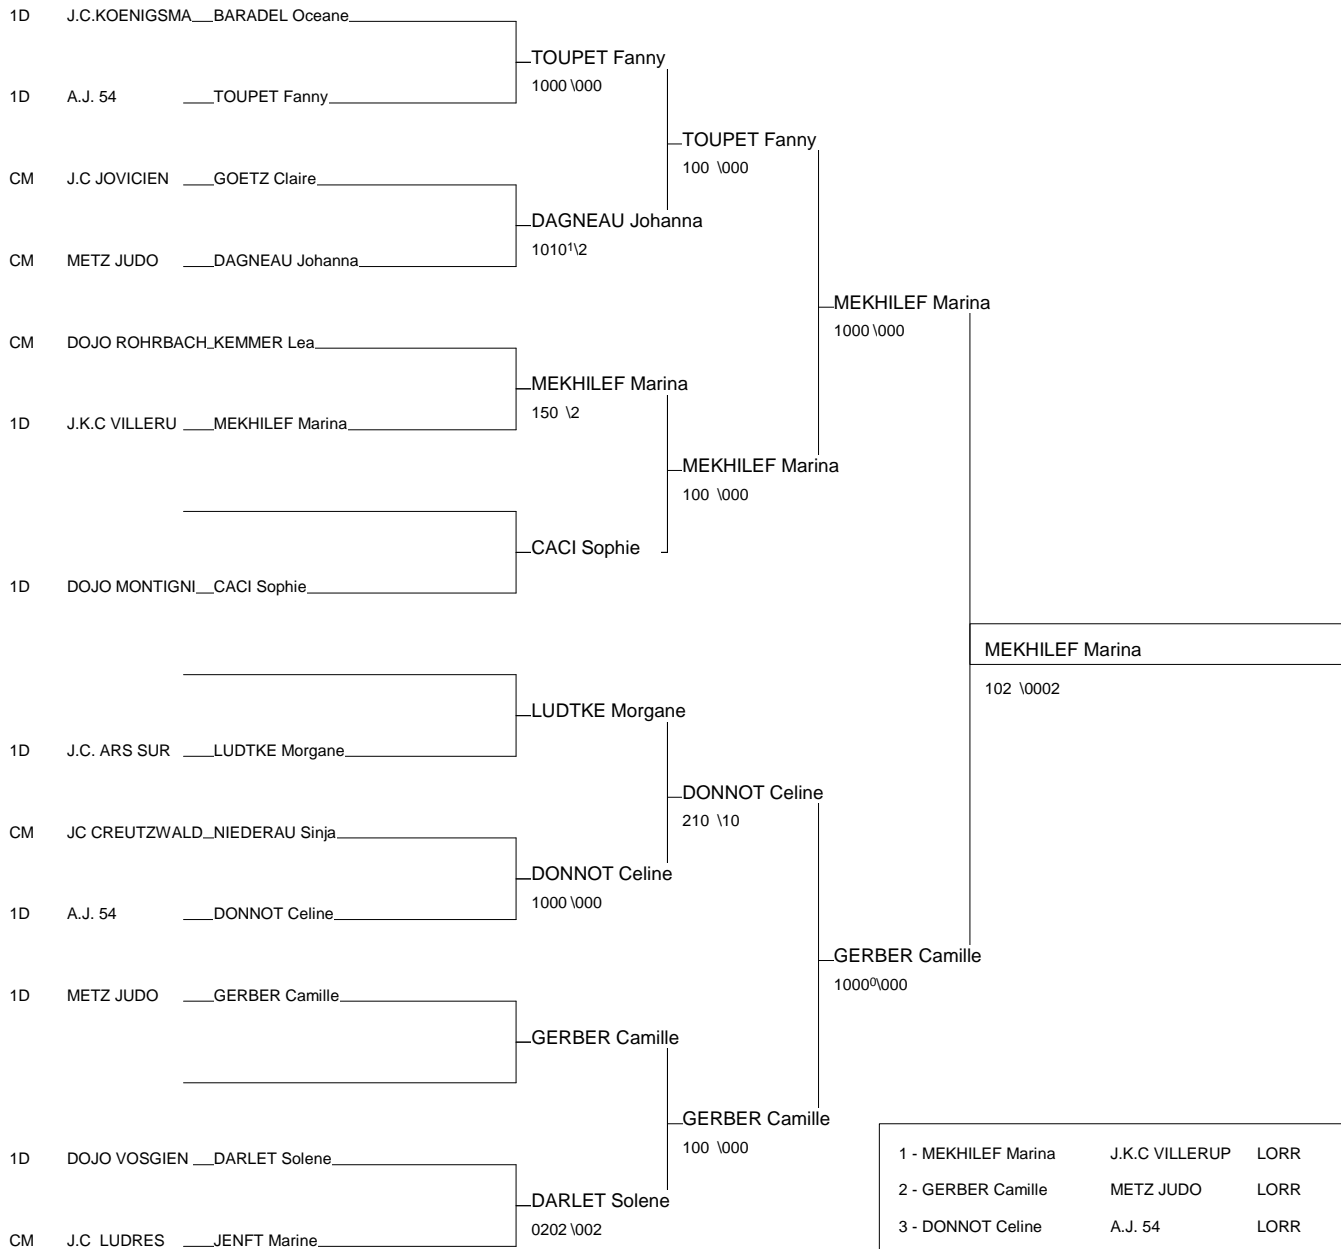 1D J.C.KOENIGSMA BARADEL Oceane
TOUPET Fanny
1000 \000
1D A.J. 54 TOUPET Fanny
TOUPET Fanny
100 \000
CM J.C JOVICIEN GOETZ Claire
DAGNEAU Johanna
1010¹\2
CM METZ JUDO DAGNEAU Johanna
MEKHILEF Marina
1000 \000
CM DOJO ROHRBACH KEMMER Lea
MEKHILEF Marina
150 \2
1D J.K.C VILLERU MEKHILEF Marina
MEKHILEF Marina
100 \000
CACI Sophie
1D DOJO MONTIGNI CACI Sophie
MEKHILEF Marina
102 \0002
LUDTKE Morgane
1D J.C. ARS SUR LUDTKE Morgane
DONNOT Celine
210 \10
CM JC CREUTZWALD NIEDERAU Sinja
DONNOT Celine
1000 \000
1D A.J. 54 DONNOT Celine
GERBER Camille
1000⁰\000
1D METZ JUDO GERBER Camille
GERBER Camille
GERBER Camille
100 \000
1D DOJO VOSGIEN DARLET Solene
DARLET Solene
0202 \002
CM J.C LUDRES JENFT Marine
1 - MEKHILEF Marina J.K.C VILLERUP LORR
2 - GERBER Camille METZ JUDO LORR
3 - DONNOT Celine A.J. 54 LORR